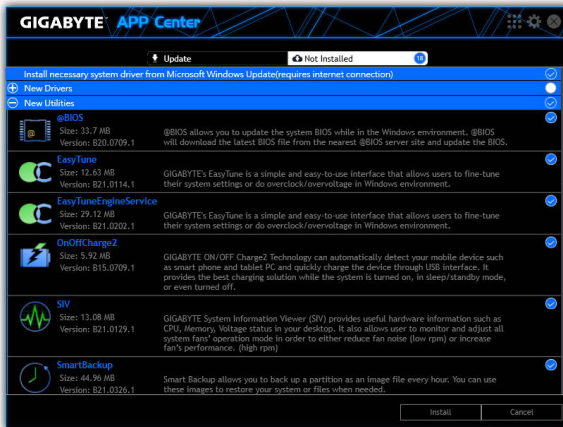 GIGABYTE™ APP Center
Update
Not Installed
18
Install necessary system driver from Microsoft Windows Update(requires internet connection)
New Drivers
New Utilities
@BIOS
Size: 33.7 MB
Version: B20.0709.1
@BIOS allows you to update the system BIOS while in the Windows environment. @BIOS
will download the latest BIOS file from the nearest @BIOS server site and update the BIOS.
EasyTune
Size: 12.63 MB
Version: B21.0114.1
GIGABYTE's EasyTune is a simple and easy-to-use interface that allows users to fine-tune
their system settings or do overclock/overvoltage in Windows environment.
EasyTuneEngineService
Size: 29.12 MB
Version: B21.0202.1
GIGABYTE's EasyTune is a simple and easy-to-use interface that allows users to fine-tune
their system settings or do overclock/overvoltage in Windows environment.
OnOffCharge2
Size: 5.92 MB
Version: B15.0709.1
GIGABYTE ON/OFF Charge2 Technology can automatically detect your mobile device such
as smart phone and tablet PC and quickly charge the device through USB interface. It
provides the best charging solution while the system is turned on, in sleep/standby mode,
or even turned off.
SIV
Size: 13.08 MB
Version: B21.0129.1
GIGABYTE System Information Viewer (SIV) provides useful hardware information such as
CPU, Memory, Voltage status in your desktop. It also allows user to monitor and adjust all
system fans' operation mode in order to either reduce fan noise (low rpm) or increase
fan's performance. (high rpm)
SmartBackup
Size: 44.96 MB
Version: B21.0326.1
Smart Backup allows you to back up a partition as an image file every hour. You can use
these images to restore your system or files when needed.
Install
Cancel